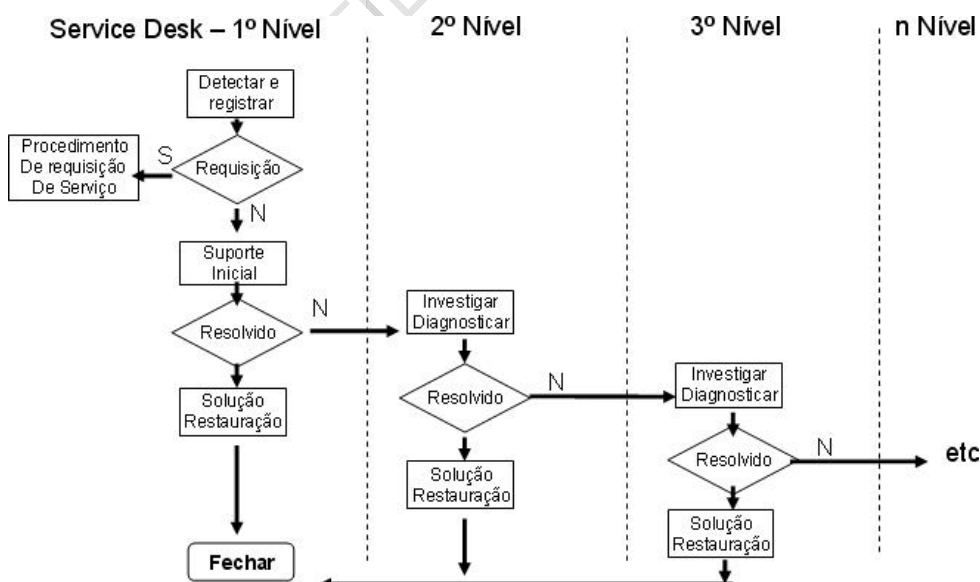 Service Desk – 1º Nível
2º Nível
3º Nível
n Nível
Detectar e
registrar
Procedimento
De requisição
De Serviço
S
Requisição
N
Suporte
Inicial
Resolvido
N
Solução
Restauração
Fechar
Investigar
Diagnosticar
Resolvido
N
Solução
Restauração
Investigar
Diagnosticar
Resolvido
N
etc
Solução
Restauração